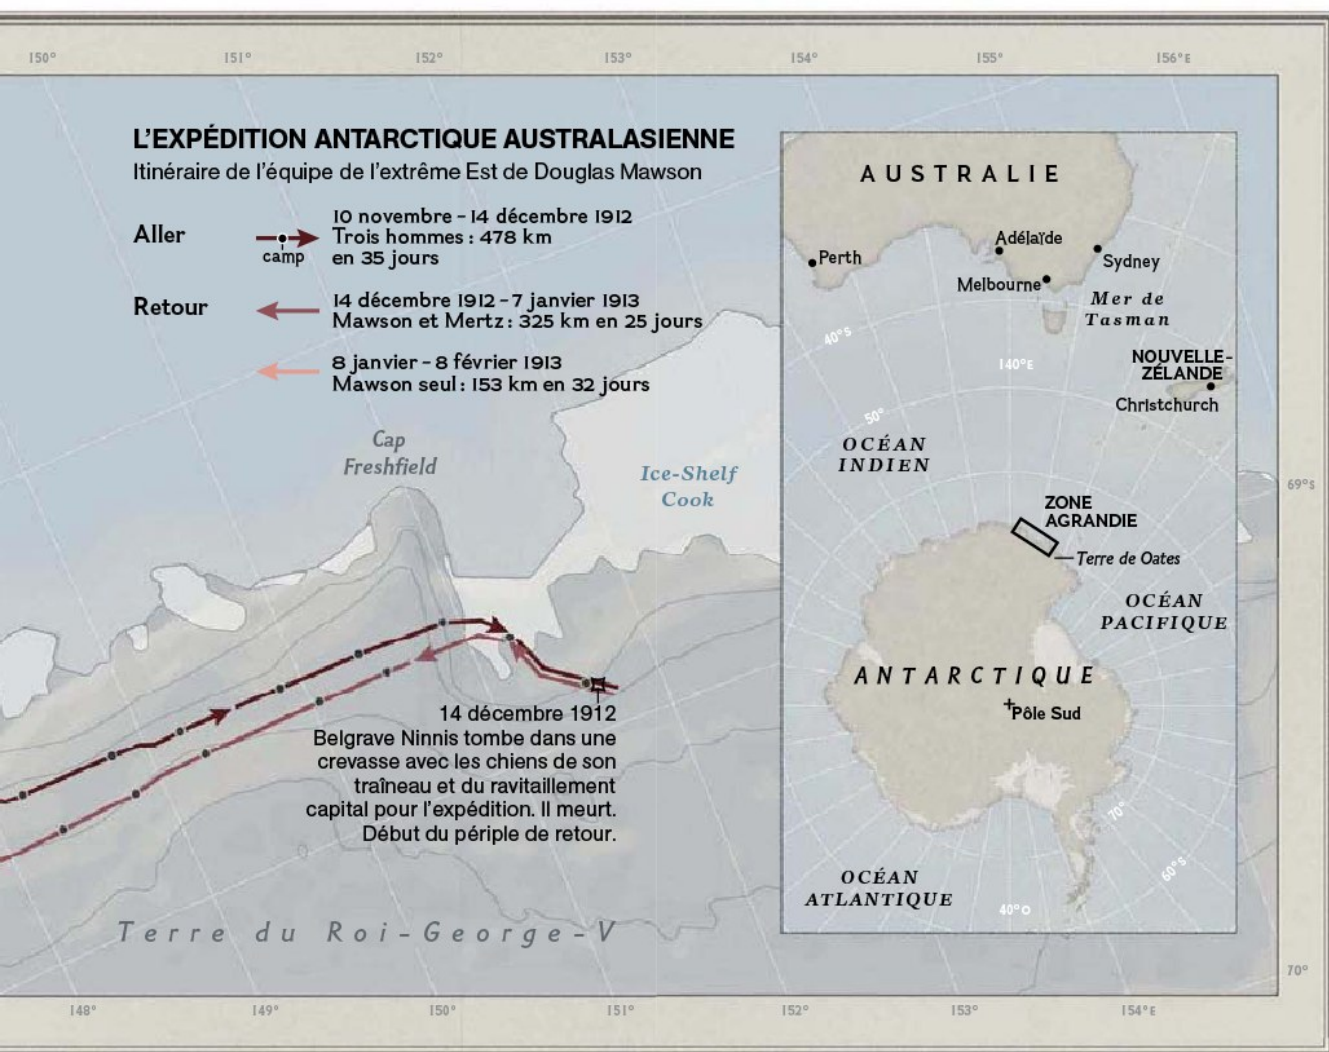 150°
151°
152°
153°
154°
155°
156°E
L’EXPÉDITION ANTARCTIQUE AUSTRALASIENNE
Itinéraire de l’équipe de l’extrême Est de Douglas Mawson
Aller
camp
10 novembre – 14 décembre 1912
Trois hommes : 478 km
en 35 jours
Retour
14 décembre 1912 – 7 janvier 1913
Mawson et Mertz : 325 km en 25 jours
8 janvier – 8 février 1913
Mawson seul : 153 km en 32 jours
Cap
Freshfield
Ice-Shelf
Cook
14 décembre 1912
Belgrave Ninnis tombe dans une
crevasse avec les chiens de son
traîneau et du ravitaillement
capital pour l’expédition. Il meurt.
Début du périple de retour.
Terre du Roi-George-V
AUSTRALIE
Perth
Adélaïde
Sydney
Melbourne
Mer de
Tasman
40°S
140°E
NOUVELLE-
ZÉLANDE
Christchurch
50°
OCÉAN
INDIEN
ZONE
AGRANDIE
Terre de Oates
OCÉAN
PACIFIQUE
ANTARCTIQUE
Pôle Sud
70°
60°S
OCÉAN
ATLANTIQUE
40°O
69°S
70°
148°
149°
150°
151°
152°
153°
154°E